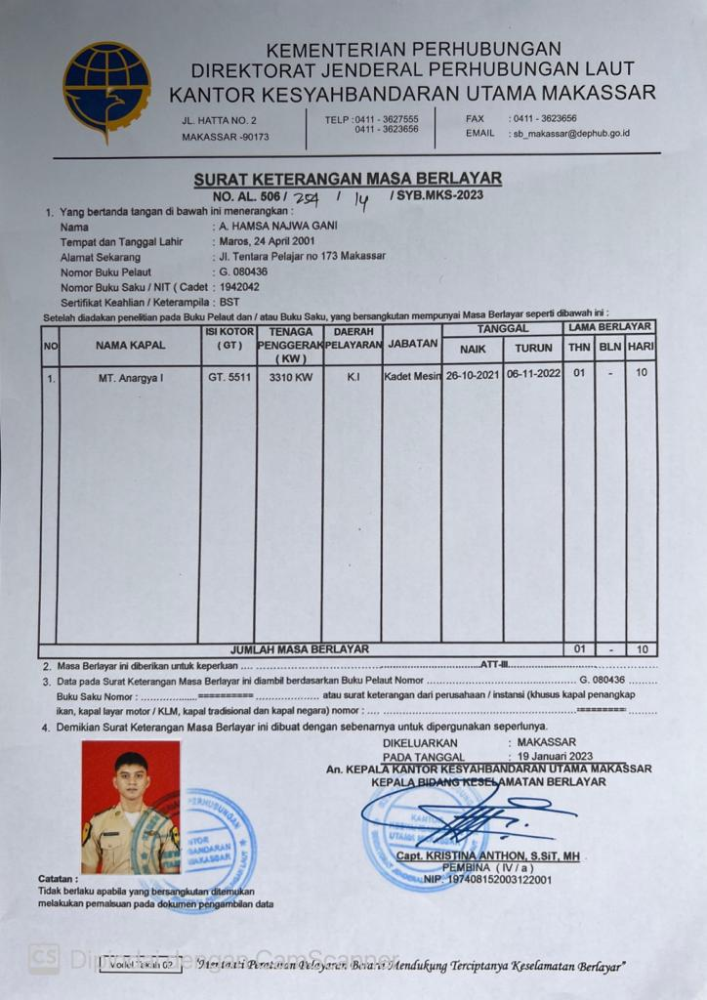 KEMENTERIAN PERHUBUNGAN
DIREKTORAT JENDERAL PERHUBUNGAN LAUT
KANTOR KESYAHBANDARAN UTAMA MAKASSAR
JL. HATTA NO. 2
MAKASSAR -90173
TELP : 0411 - 3627555
0411 - 3623656
FAX : 0411 - 3623656
EMAIL : sb_makassar@dephub.go.id
SURAT KETERANGAN MASA BERLAYAR
NO. AL. 506 / 254 / 14 / SYB.MKS-2023
1. Yang bertanda tangan di bawah ini menerangkan :
Nama : A. HAMSA NAJWA GANI
Tempat dan Tanggal Lahir : Maros, 24 April 2001
Alamat Sekarang : Jl. Tentara Pelajar no 173 Makassar
Nomor Buku Pelaut : G. 080436
Nomor Buku Saku / NIT ( Cadet : 1942042
Sertifikat Keahlian / Keterampila : BST
Setelah diadakan penelitian pada Buku Pelaut dan / atau Buku Saku, yang bersangkutan mempunyai Masa Berlayar seperti dibawah ini :
NO NAMA KAPAL ISI KOTOR ( GT ) TENAGA PENGGERAK ( KW ) DAERAH PELAYARAN JABATAN TANGGAL LAMA BERLAYAR
NAIK TURUN THN BLN HARI
1. MT. Anargya I GT. 5511 3310 KW K.I Kadet Mesin 26-10-2021 06-11-2022 01 - 10
JUMLAH MASA BERLAYAR 01 - 10
2. Masa Berlayar ini diberikan untuk keperluan .... ATT-III
3. Data pada Surat Keterangan Masa Berlayar ini diambil berdasarkan Buku Pelaut Nomor .... G. 080436 ....
Buku Saku Nomor : .... ========== .... atau surat keterangan dari perusahaan / instansi (khusus kapal penangkap
ikan, kapal layar motor / KLM, kapal tradisional dan kapal negara) nomor : .... =========
4. Demikian Surat Keterangan Masa Berlayar ini dibuat dengan sebenarnya untuk dipergunakan seperlunya.
DIKELUARKAN : MAKASSAR
PADA TANGGAL : 19 Januari 2023
An. KEPALA KANTOR KESYAHBANDARAN UTAMA MAKASSAR
KEPALA BIDANG KESELAMATAN BERLAYAR
Capt. KRISTINA ANTHON, S.SiT, MH
PEMBINA ( IV / a )
NIP. 197408152003122001
Catatan :
Tidak berlaku apabila yang bersangkutan ditemukan
melakukan pemalsuan pada dokumen pengambilan data
CS Dipindai dengan CamScanner
"Mentaati Peraturan Pelayaran Berarti Mendukung Terciptanya Keselamatan Berlayar"